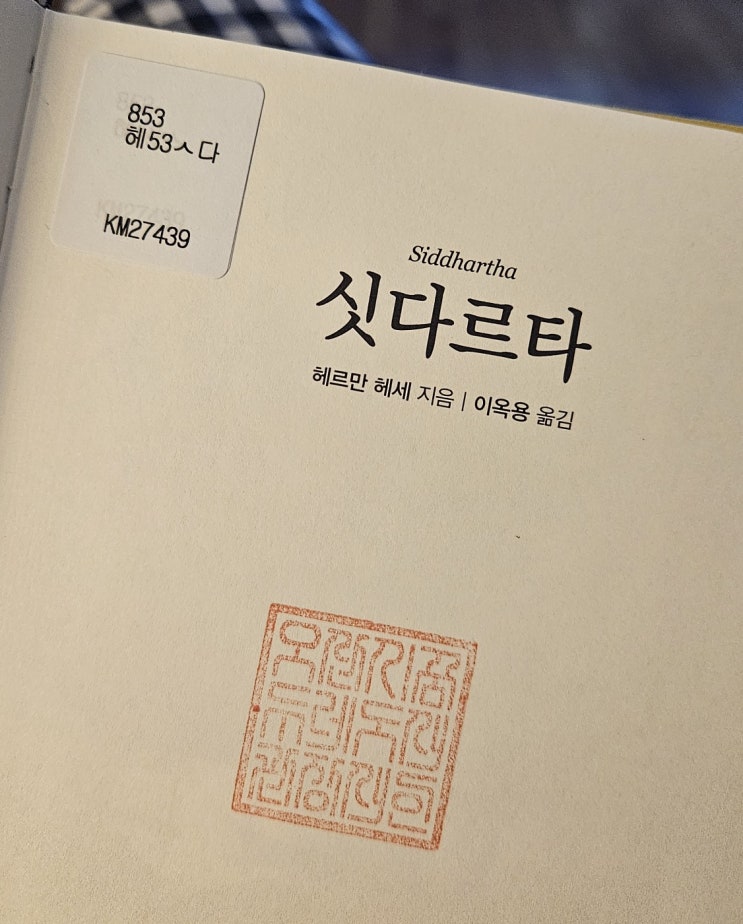 853
헤53ㅅ다
KM27439
Siddhartha
싯다르타
헤르만 헤세 지음 | 이옥용 옮김